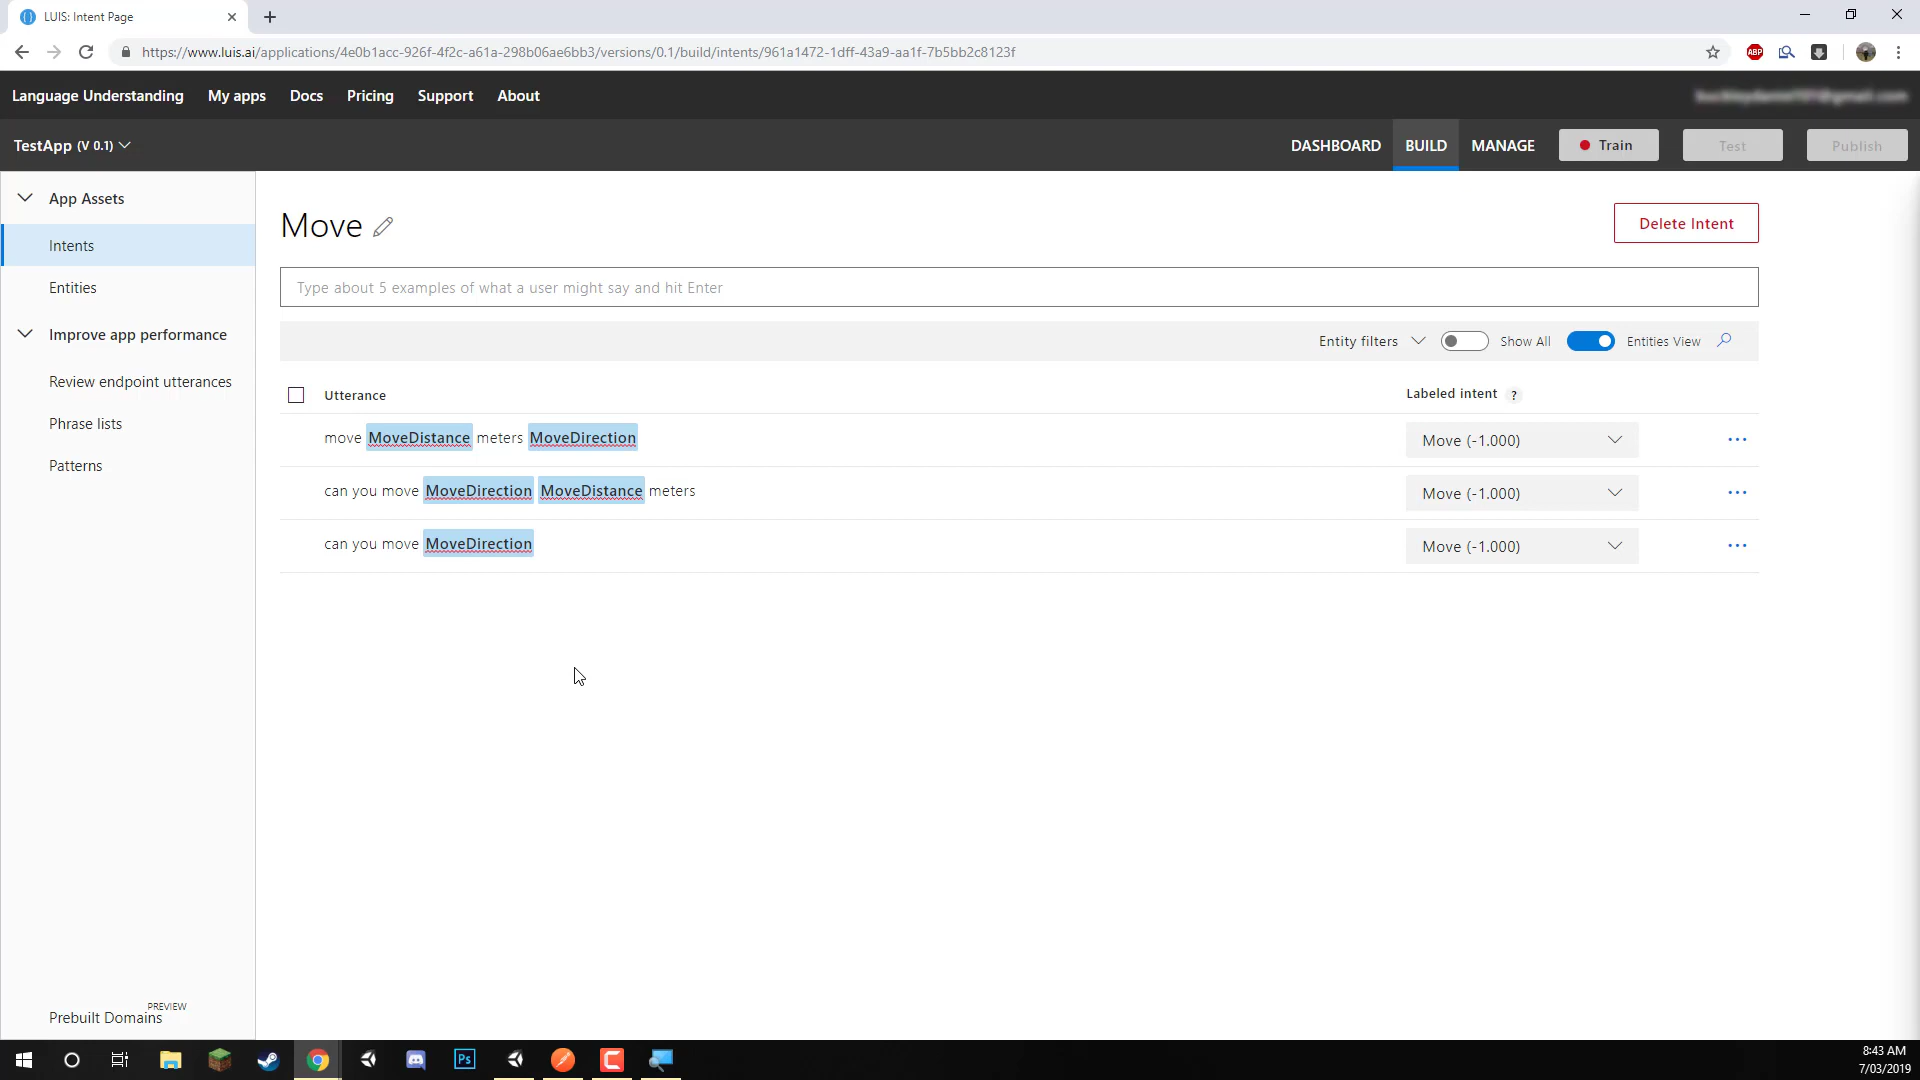 LUIS: Intent Page
https://www.luis.ai/applications/4e0b1acc-926f-4f2c-a61a-298b06ae6bb3/versions/0.1/build/intents/961a1472-1dff-43a9-aa1f-7b5bb2c8123f
ABP
Language Understanding My apps Docs Pricing Support About
TestApp (V 0.1) DASHBOARD BUILD MANAGE Train Test Publish
App Assets
Intents
Entities
Improve app performance
Review endpoint utterances
Phrase lists
Patterns
PREVIEW
Prebuilt Domains
Move
Delete Intent
Type about 5 examples of what a user might say and hit Enter
Entity filters Show All Entities View
Utterance Labeled intent ?
move MoveDistance meters MoveDirection Move (-1.000)
can you move MoveDirection MoveDistance meters Move (-1.000)
can you move MoveDirection Move (-1.000)
Ps
8:43 AM
7/03/2019